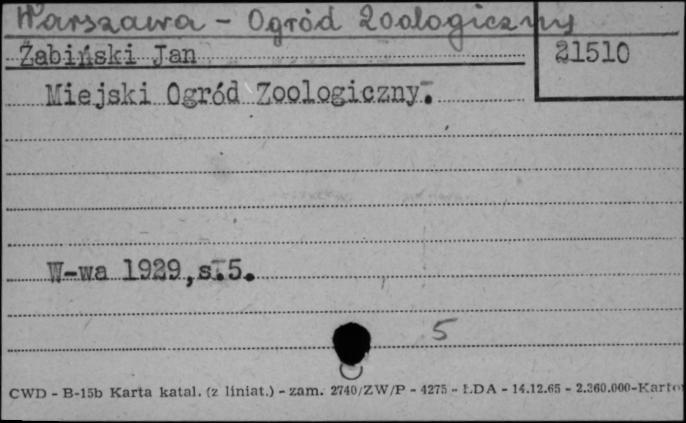 Warszawa - Ogród Zoologiczny
Żabiński Jan 21510
Miejski Ogród Zoologiczny.
W-wa 1929,s.5.
5
CWD - B-15b Karta katal. (z liniat.) - zam. 2740/ZW/P - 4275 - ŁDA - 14.12.65 - 2.360.000-Karto